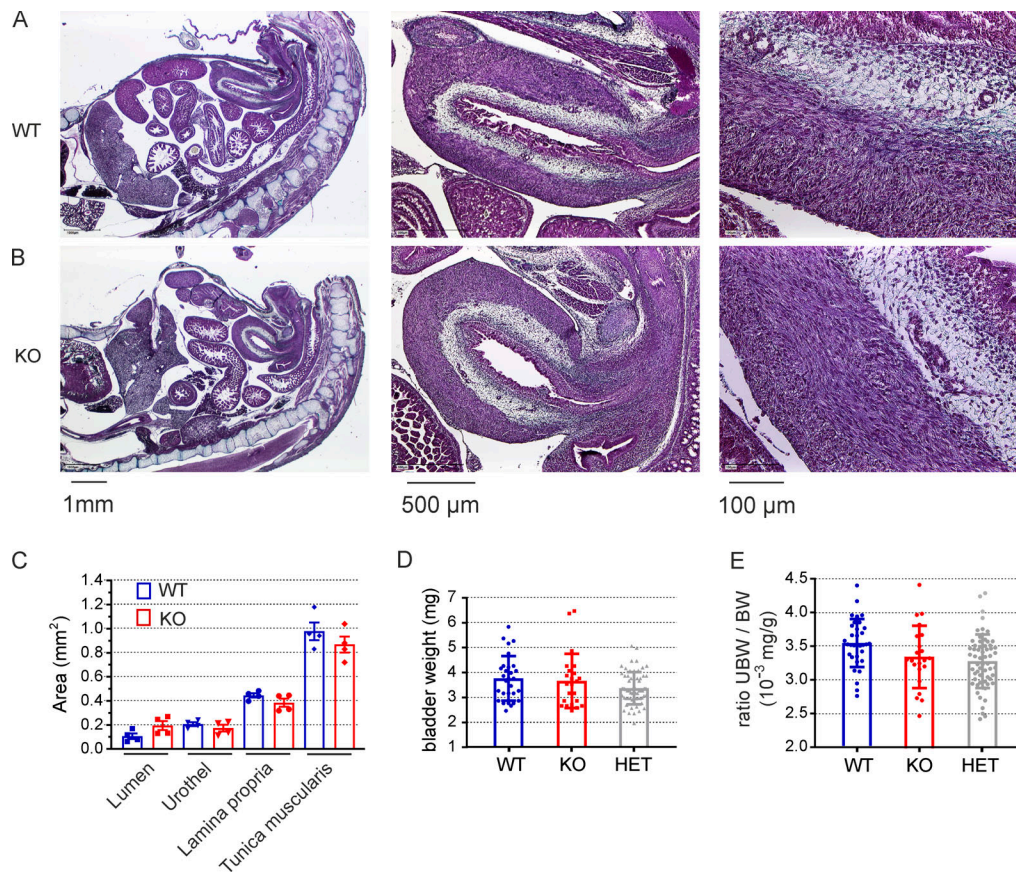 A
WT
B
KO
1mm
500 µm
100 µm
C
WT
KO
Area (mm²)
1.4
1.2
1.0
0.8
0.6
0.4
0.2
0.0
Lumen
Urothel
Lamina propria
Tunica muscularis
D
bladder weight (mg)
7
6
5
4
3
2
1
WT
KO
HET
E
ratio UBW / BW
(10⁻³ mg/g)
4.5
4.0
3.5
3.0
2.5
2.0
WT
KO
HET